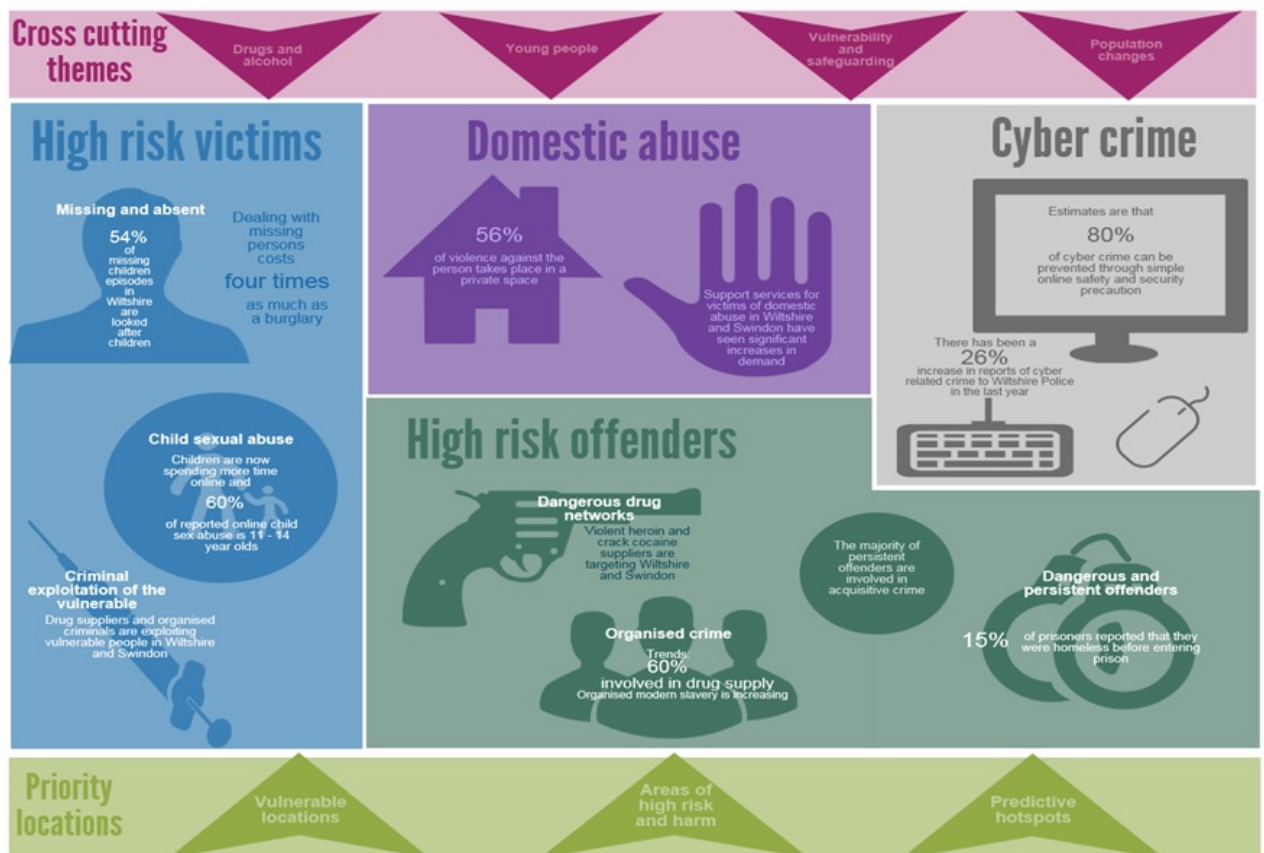 Cross cutting
themes
Drugs and
alcohol
Young people
Vulnerability
and
safeguarding
Population
changes
High risk victims
Missing and absent
54%
of
missing
children
episodes
in
Wiltshire
are
looked
after
children
Dealing with
missing
persons
costs
four times
as much as
a burglary
Child sexual abuse
Children are now
spending more time
online and
60%
of reported online child
sex abuse is 11 - 14
year olds
Criminal
exploitation of the
vulnerable
Drug suppliers and organised
criminals are exploiting
vulnerable people in Wiltshire
and Swindon
Domestic abuse
56%
of violence against the
person takes place in a
private space
Support services for
victims of domestic
abuse in Wiltshire
and Swindon have
seen significant
increases in
demand
Cyber crime
Estimates are that
80%
of cyber crime can be
prevented through simple
online safety and security
precaution
There has been a
26%
increase in reports of cyber
related crime to Wiltshire Police
in the last year
High risk offenders
Dangerous drug
networks
Violent heroin and
crack cocaine
suppliers are
targeting Wiltshire
and Swindon
Organised crime
Trends:
60%
involved in drug supply
Organised modern slavery is increasing
The majority of
persistent
offenders are
involved in
acquisitive crime
Dangerous and
persistent offenders
15%
of prisoners reported that they
were homeless before entering
prison
Priority
locations
Vulnerable
locations
Areas of
high risk
and harm
Predictive
hotspots